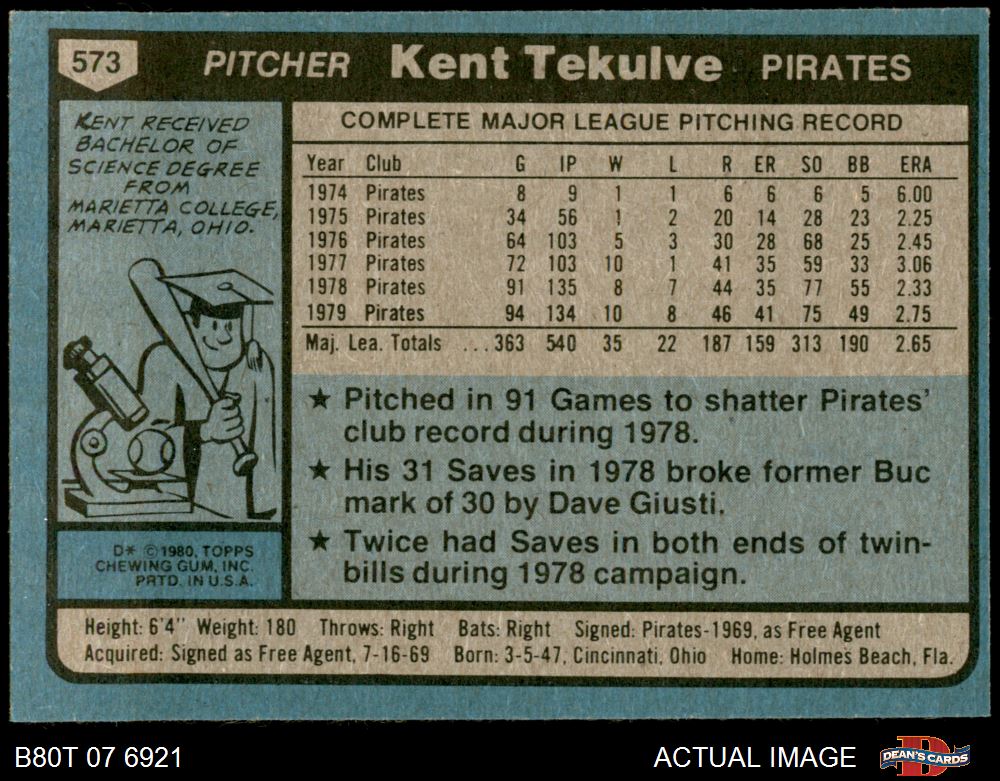 573 PITCHER Kent Tekulve PIRATES
KENT RECEIVED
BACHELOR OF
SCIENCE DEGREE
FROM
MARIETTA COLLEGE,
MARIETTA, OHIO.
D* ©1980, TOPPS
CHEWING GUM, INC.
PRTD. IN U.S.A.
COMPLETE MAJOR LEAGUE PITCHING RECORD
Year Club G IP W L R ER SO BB ERA
1974 Pirates 8 9 1 1 6 6 6 5 6.00
1975 Pirates 34 56 1 2 20 14 28 23 2.25
1976 Pirates 64 103 5 3 30 28 68 25 2.45
1977 Pirates 72 103 10 1 41 35 59 33 3.06
1978 Pirates 91 135 8 7 44 35 77 55 2.33
1979 Pirates 94 134 10 8 46 41 75 49 2.75
Maj. Lea. Totals ...363 540 35 22 187 159 313 190 2.65
★ Pitched in 91 Games to shatter Pirates'
club record during 1978.
★ His 31 Saves in 1978 broke former Buc
mark of 30 by Dave Giusti.
★ Twice had Saves in both ends of twin-
bills during 1978 campaign.
Height: 6'4" Weight: 180 Throws: Right Bats: Right Signed: Pirates-1969, as Free Agent
Acquired: Signed as Free Agent, 7-16-69 Born: 3-5-47, Cincinnati, Ohio Home: Holmes Beach, Fla.
B80T 07 6921 ACTUAL IMAGE DEAN'S CARDS